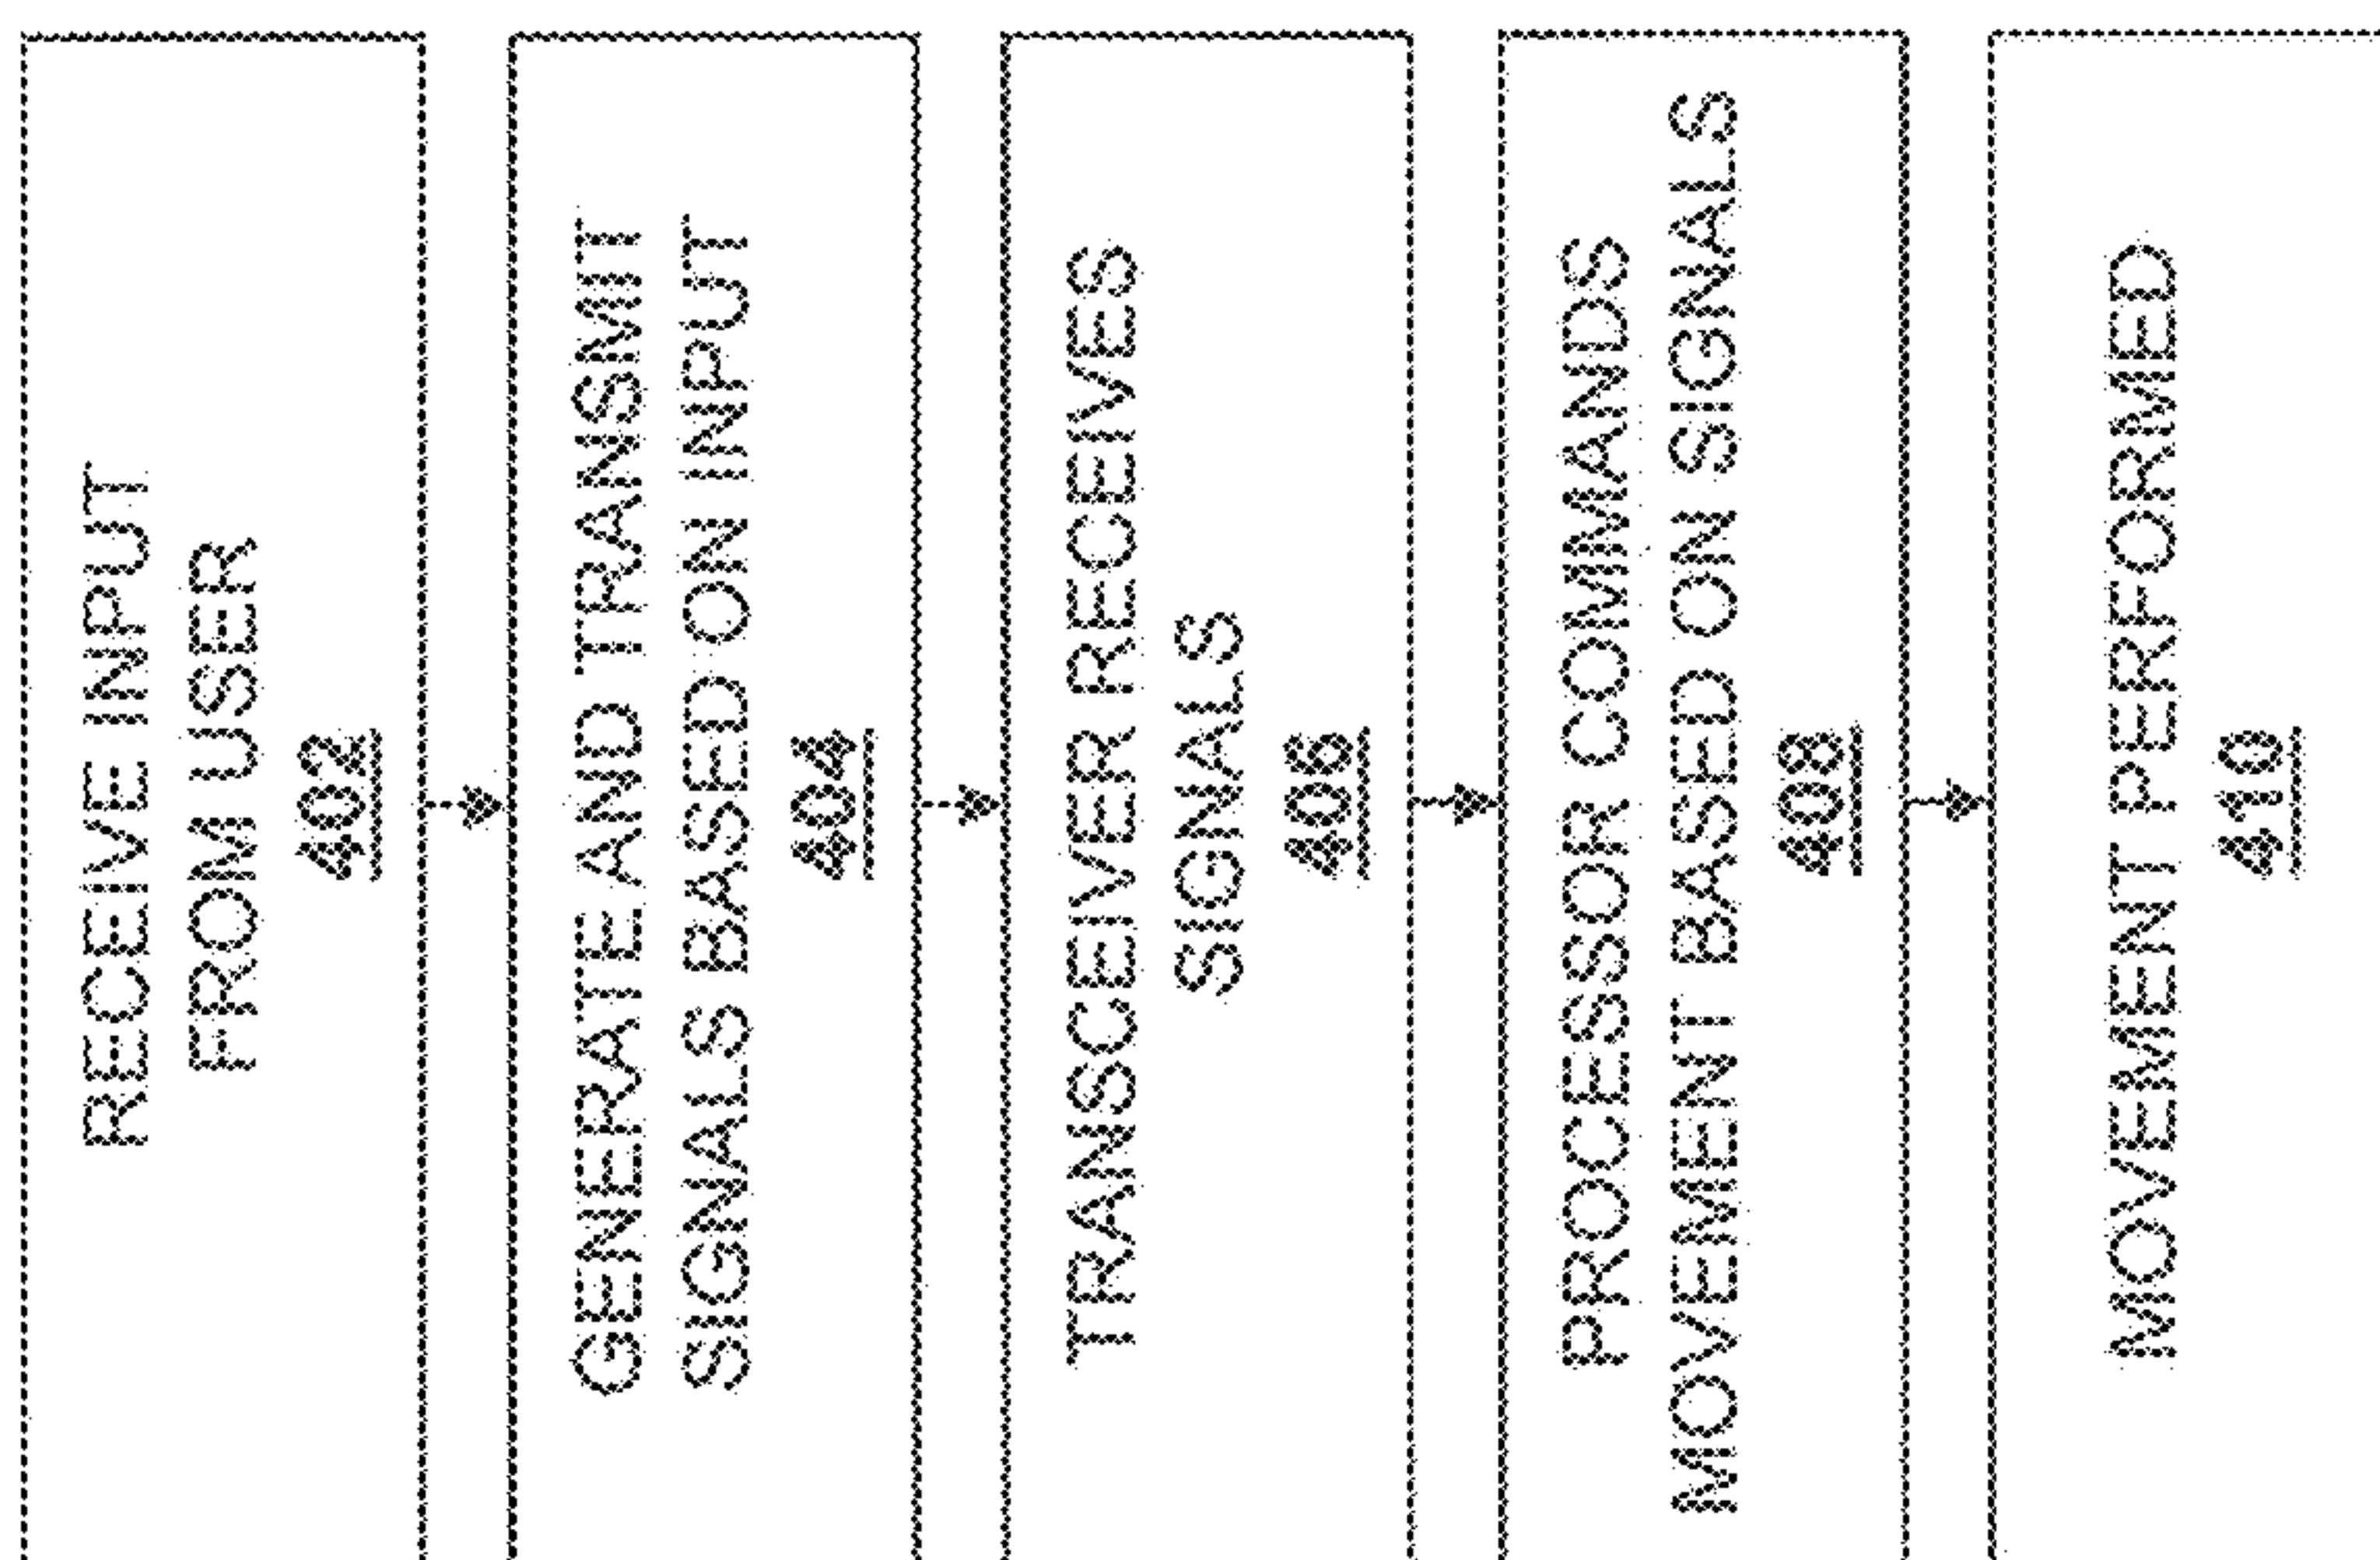 RECEIVE INPUT
FROM USER
402
GENERATE AND TRANSMIT
SIGNALS BASED ON INPUT
404
TRANSCEIVER RECEIVES
SIGNALS
406
PROCESSOR COMMANDS
MOVEMENT BASED ON SIGNALS
408
MOVEMENT PERFORMED
410